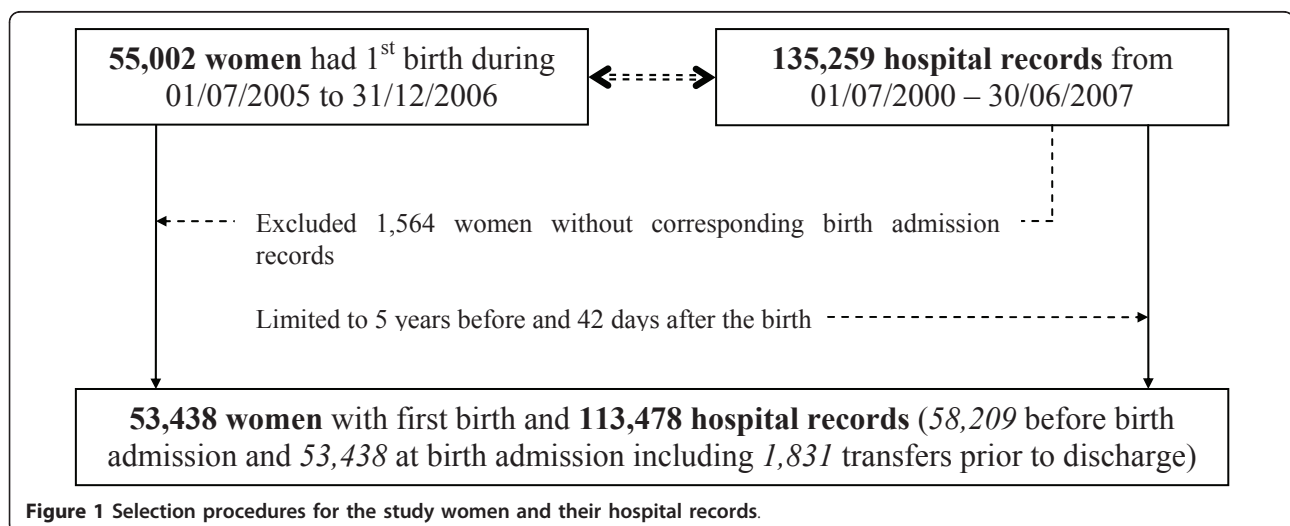 55,002 women had 1st birth during
01/07/2005 to 31/12/2006
135,259 hospital records from
01/07/2000 – 30/06/2007
Excluded 1,564 women without corresponding birth admission
records
Limited to 5 years before and 42 days after the birth
53,438 women with first birth and 113,478 hospital records (58,209 before birth
admission and 53,438 at birth admission including 1,831 transfers prior to discharge)
Figure 1 Selection procedures for the study women and their hospital records.